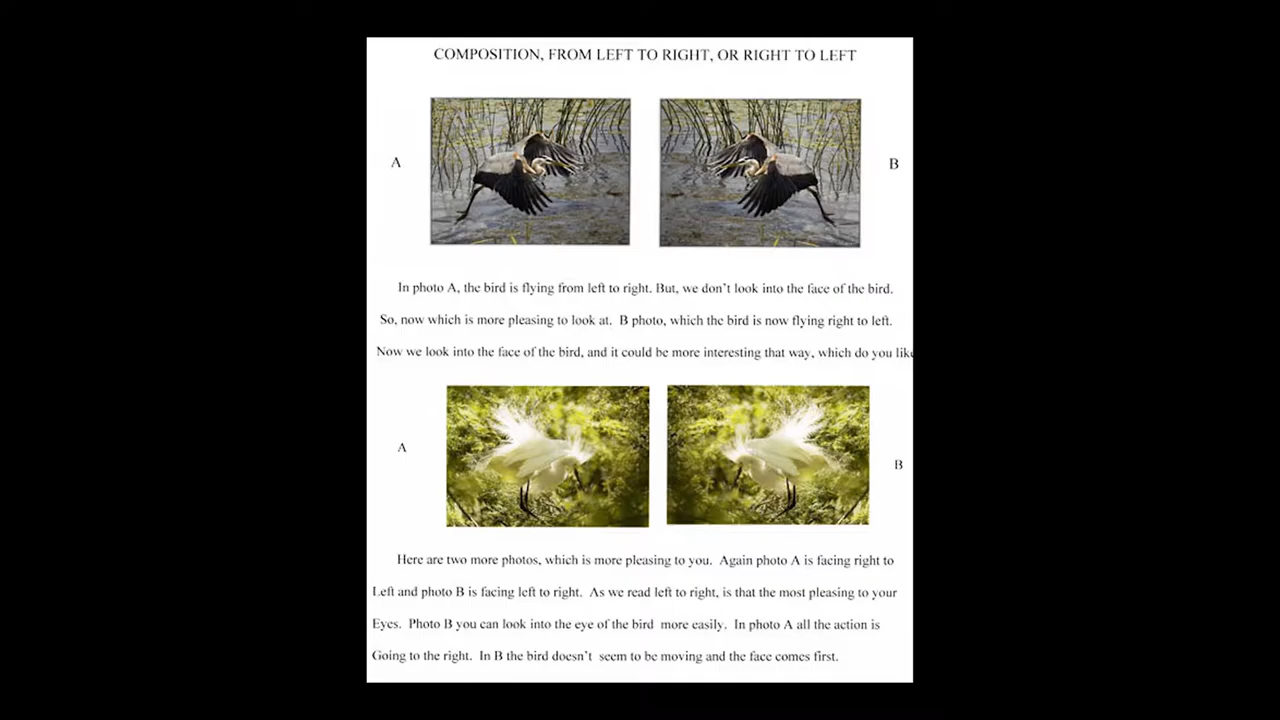 COMPOSITION, FROM LEFT TO RIGHT, OR RIGHT TO LEFT
A
B
In photo A, the bird is flying from left to right. But, we don't look into the face of the bird.
So, now which is more pleasing to look at. B photo, which the bird is now flying right to left.
Now we look into the face of the bird, and it could be more interesting that way, which do you like
A
B
Here are two more photos, which is more pleasing to you. Again photo A is facing right to
Left and photo B is facing left to right. As we read left to right, is that the most pleasing to your
Eyes. Photo B you can look into the eye of the bird more easily. In photo A all the action is
Going to the right. In B the bird doesn't seem to be moving and the face comes first.